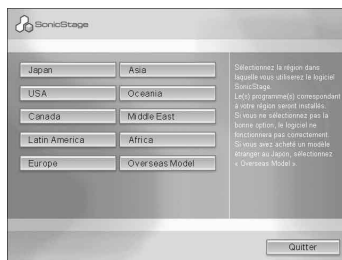 SonicStage
Japan
Asia
USA
Oceania
Canada
Middle East
Latin America
Africa
Europe
Overseas Model
Sélectionnez la région dans
laquelle vous utiliserez le logiciel
SonicStage.
Le(s) programme(s) correspondant
à votre région seront installés.
Si vous ne sélectionnez pas la
bonne option, le logiciel ne
fonctionnera pas correctement.
Si vous avez acheté un modèle
étranger au Japon, sélectionnez
« Overseas Model ».
Quitter